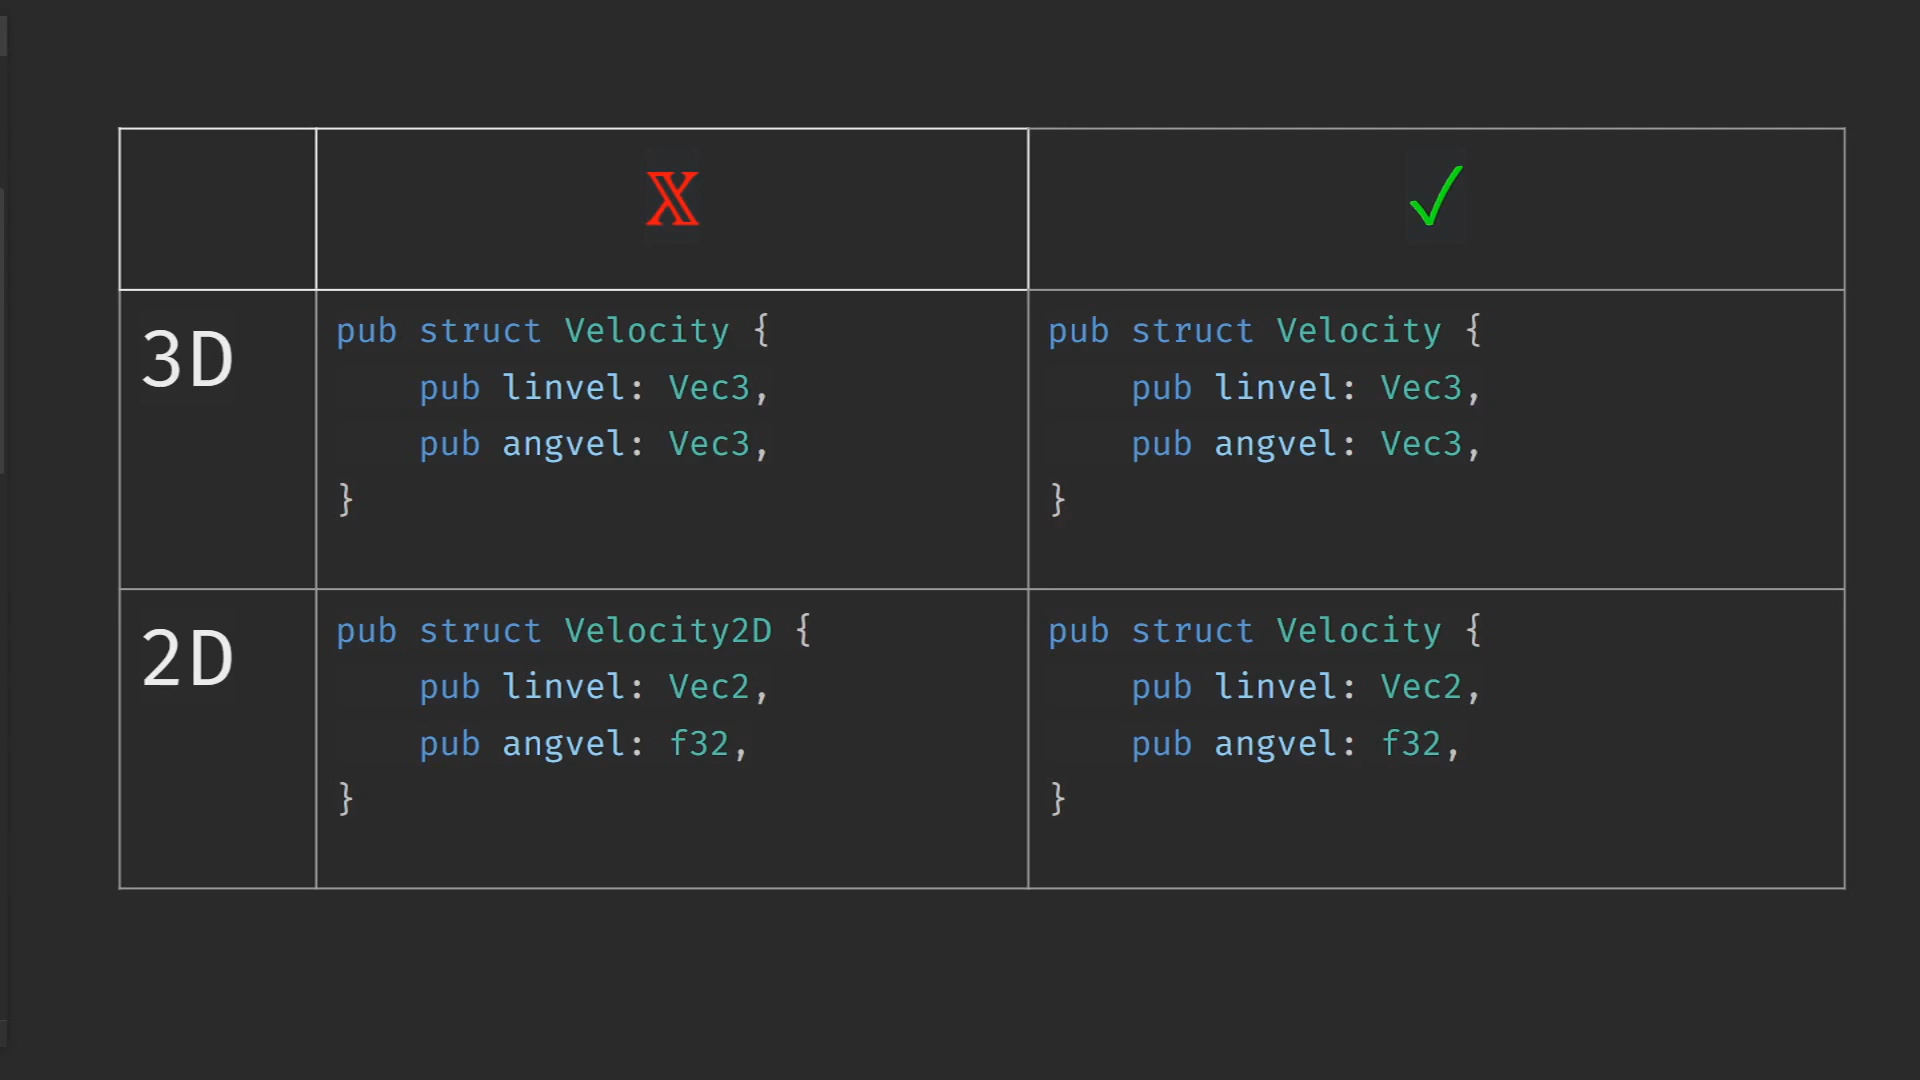 𝕏 ✓
3D
pub struct Velocity {
    pub linvel: Vec3,
    pub angvel: Vec3,
}
pub struct Velocity {
    pub linvel: Vec3,
    pub angvel: Vec3,
}
2D
pub struct Velocity2D {
    pub linvel: Vec2,
    pub angvel: f32,
}
pub struct Velocity {
    pub linvel: Vec2,
    pub angvel: f32,
}